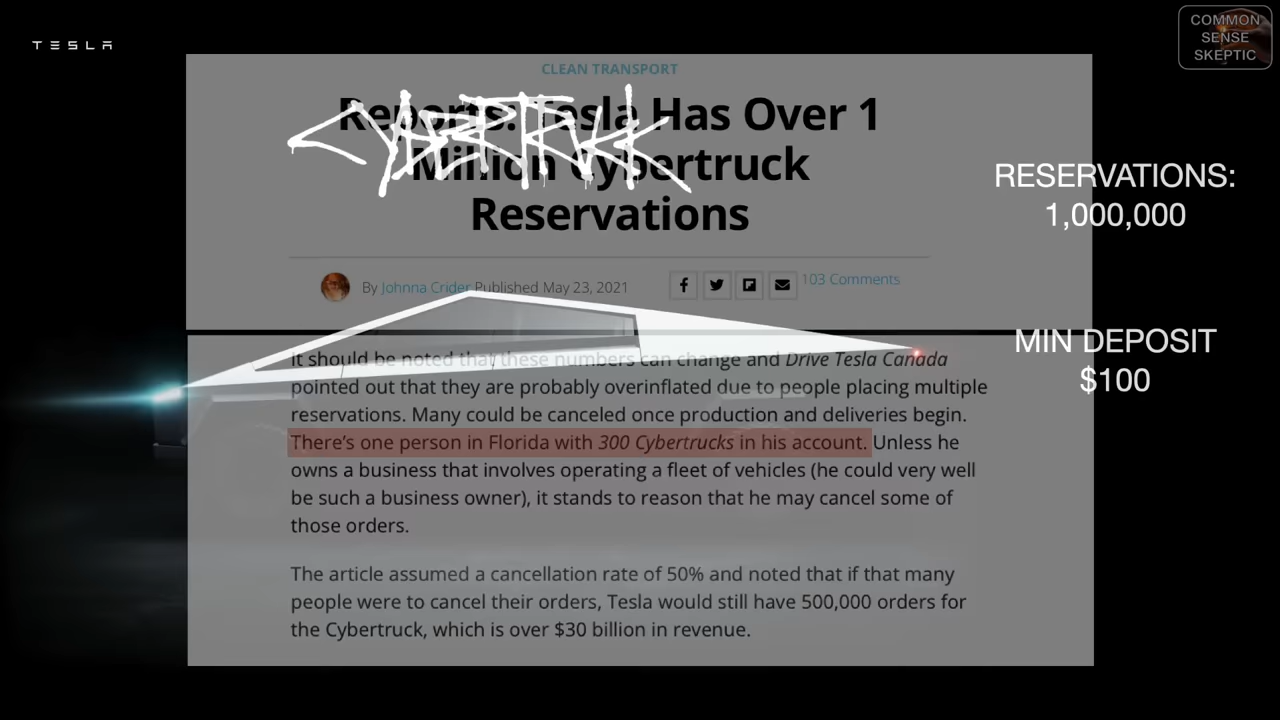 TESLA
COMMON
SENSE
SKEPTIC
CLEAN TRANSPORT
Reports: Tesla Has Over 1
Million Cybertruck
Reservations
CYBERTRUCK
By Johnna Crider Published May 23, 2021
103 Comments
RESERVATIONS:
1,000,000
MIN DEPOSIT
$100
It should be noted that these numbers can change and Drive Tesla Canada
pointed out that they are probably overinflated due to people placing multiple
reservations. Many could be canceled once production and deliveries begin.
There's one person in Florida with 300 Cybertrucks in his account. Unless he
owns a business that involves operating a fleet of vehicles (he could very well
be such a business owner), it stands to reason that he may cancel some of
those orders.
The article assumed a cancellation rate of 50% and noted that if that many
people were to cancel their orders, Tesla would still have 500,000 orders for
the Cybertruck, which is over $30 billion in revenue.